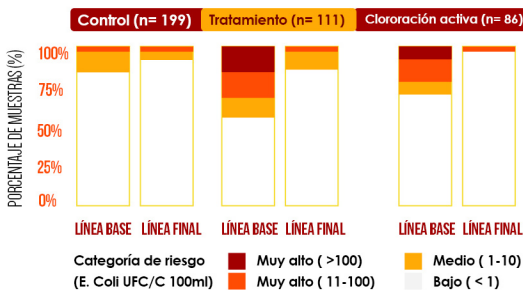 Control (n= 199)
Tratamiento (n= 111)
Clororación activa (n= 86)
PORCENTAJE DE MUESTRAS (%)
100%
75%
50%
25%
0%
LÍNEA BASE
LÍNEA FINAL
LÍNEA BASE
LÍNEA FINAL
LÍNEA BASE
LÍNEA FINAL
Categoría de riesgo
(E. Coli UFC/C 100ml)
Muy alto ( >100)
Muy alto ( 11-100)
Medio ( 1-10)
Bajo ( < 1)